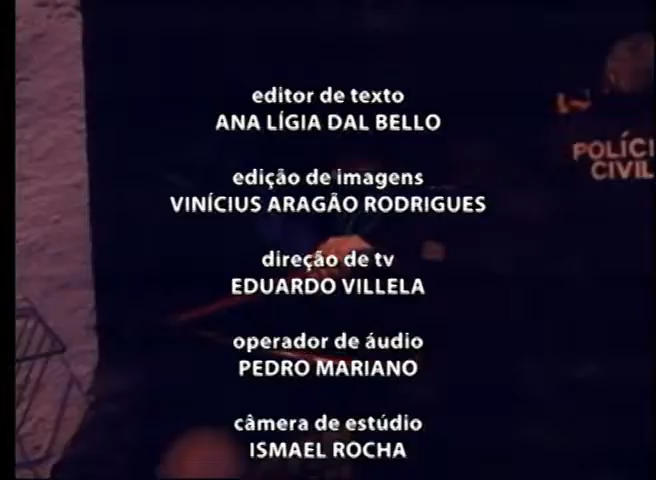 editor de texto
ANA LÍGIA DAL BELLO
edição de imagens
VINÍCIUS ARAGÃO RODRIGUES
direção de tv
EDUARDO VILLELA
operador de áudio
PEDRO MARIANO
câmera de estúdio
ISMAEL ROCHA
POLÍCI
CIVIL